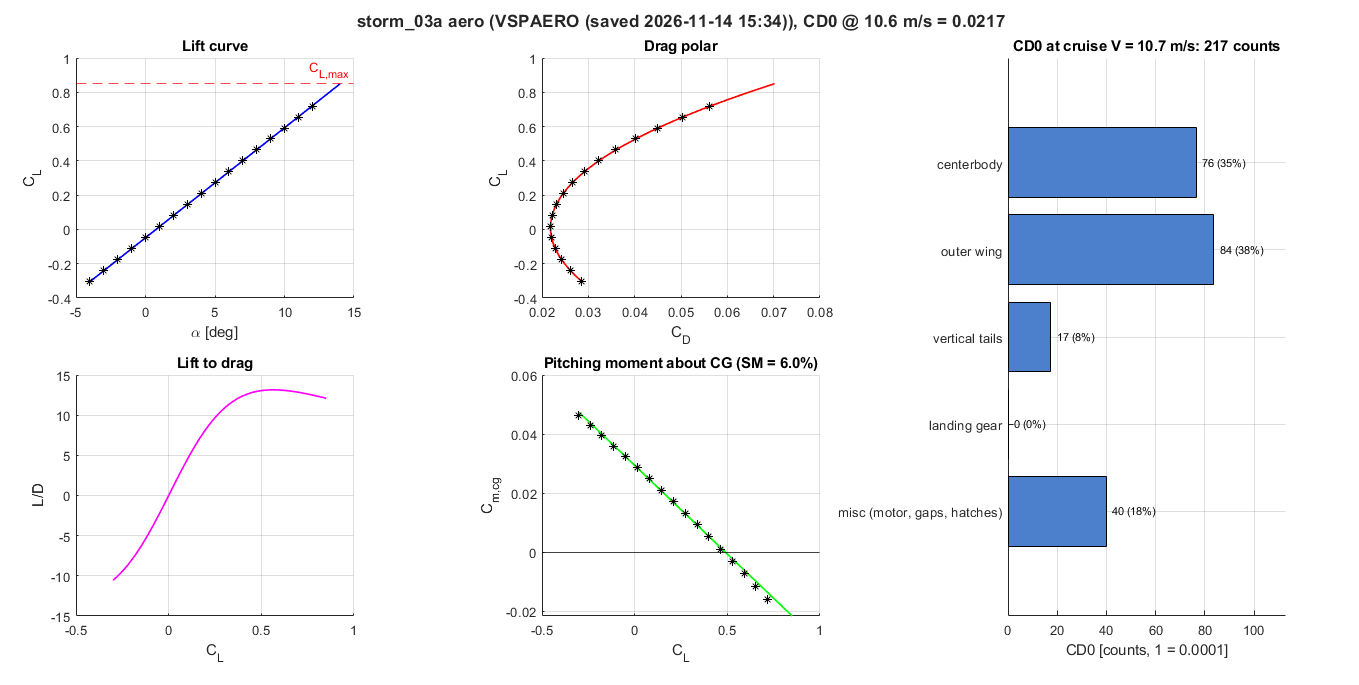 storm_03a aero (VSPAERO (saved 2026-11-14 15:34)), CD0 @ 10.6 m/s = 0.0217
Lift curve
C_L,max
1
0.8
0.6
0.4
0.2
0
-0.2
-0.4
C_L
-5
0
5
10
15
α [deg]
Drag polar
1
0.8
0.6
0.4
0.2
0
-0.2
-0.4
C_L
0.02
0.03
0.04
0.05
0.06
0.07
0.08
C_D
Lift to drag
15
10
5
0
-5
-10
-15
L/D
-0.5
0
0.5
1
C_L
Pitching moment about CG (SM = 6.0%)
0.06
0.04
0.02
0
-0.02
C_m,cg
-0.5
0
0.5
1
C_L
CD0 at cruise V = 10.7 m/s: 217 counts
centerbody
76 (35%)
outer wing
84 (38%)
vertical tails
17 (8%)
landing gear
0 (0%)
misc (motor, gaps, hatches)
40 (18%)
0
20
40
60
80
100
CD0 [counts, 1 = 0.0001]